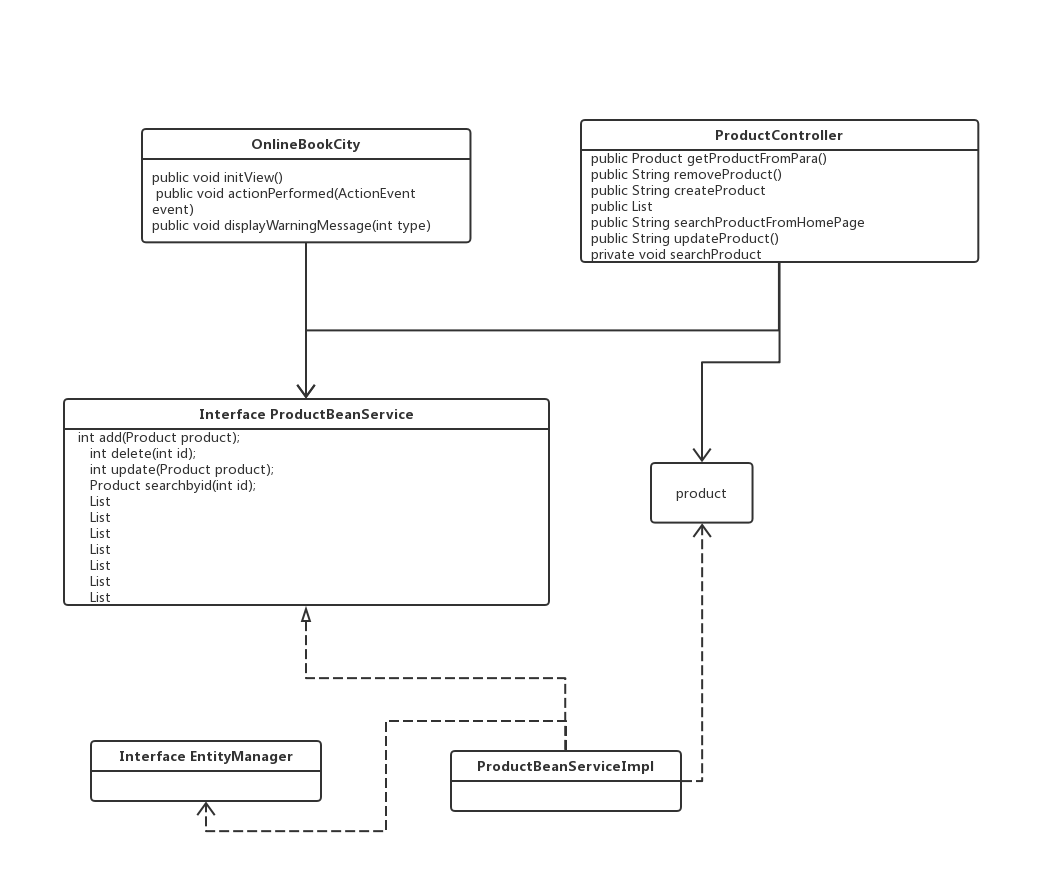 OnlineBookCity
public void initView()
public void actionPerformed(ActionEvent
event)
public void displayWarningMessage(int type)
ProductController
public Product getProductFromPara()
public String removeProduct()
public String createProduct
public List
public String searchProductFromHomePage
public String updateProduct()
private void searchProduct
Interface ProductBeanService
int add(Product product);
int delete(int id);
int update(Product product);
Product searchbyid(int id);
List
List
List
List
List
List
List
product
Interface EntityManager
ProductBeanServiceImpl